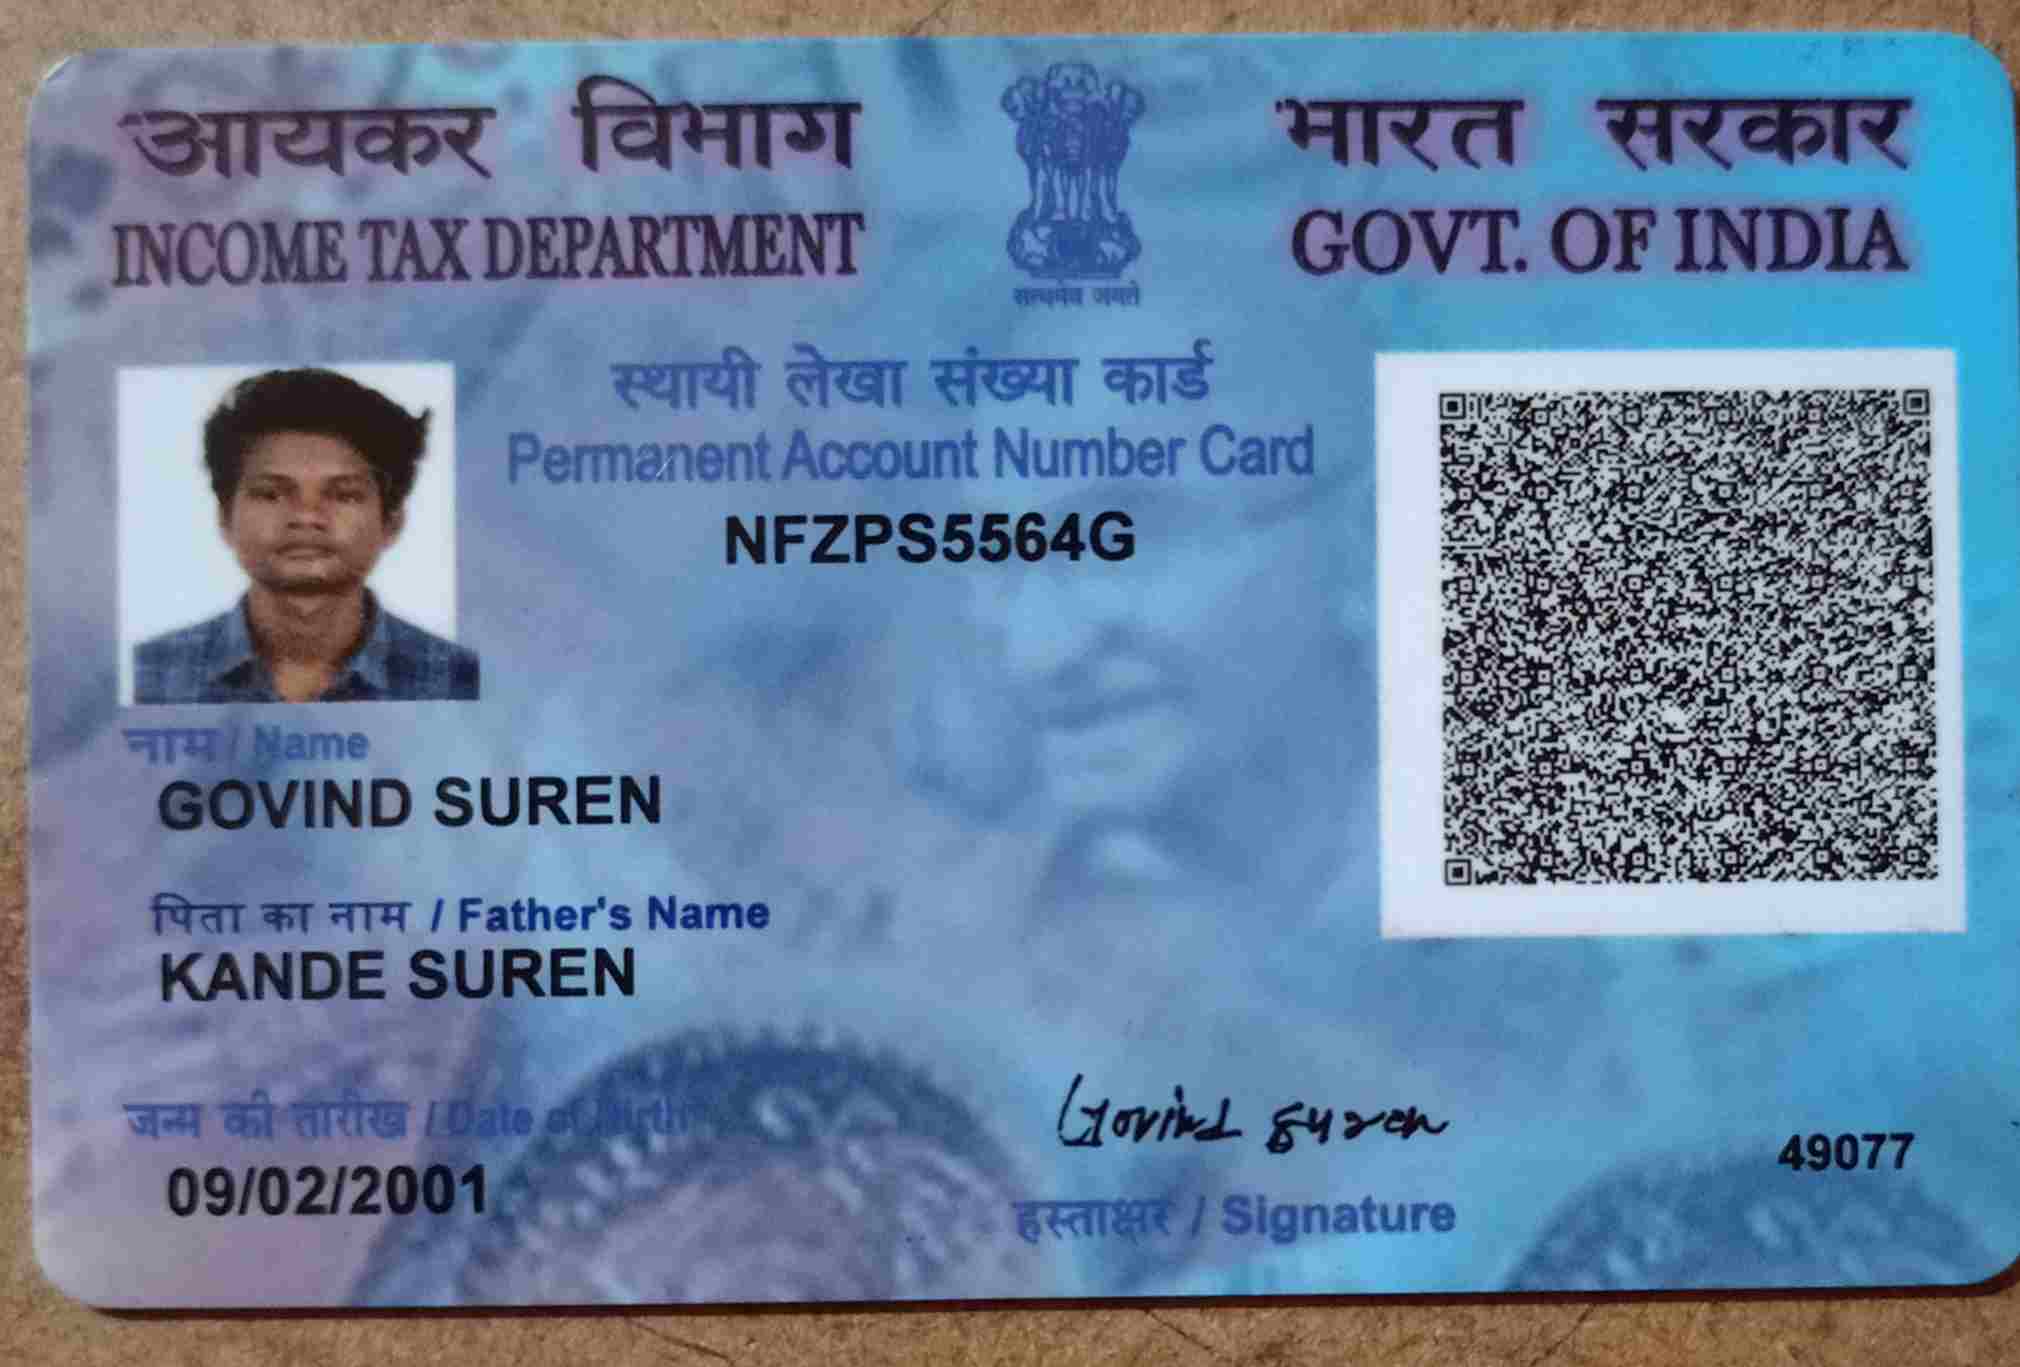 आयकर विभाग
INCOME TAX DEPARTMENT
सत्यमेव जयते
भारत सरकार
GOVT. OF INDIA
स्थायी लेखा संख्या कार्ड
Permanent Account Number Card
NFZPS5564G
नाम / Name
GOVIND SUREN
पिता का नाम / Father's Name
KANDE SUREN
जन्म की तारीख / Date of Birth
09/02/2001
Govind Suren
हस्ताक्षर / Signature
49077